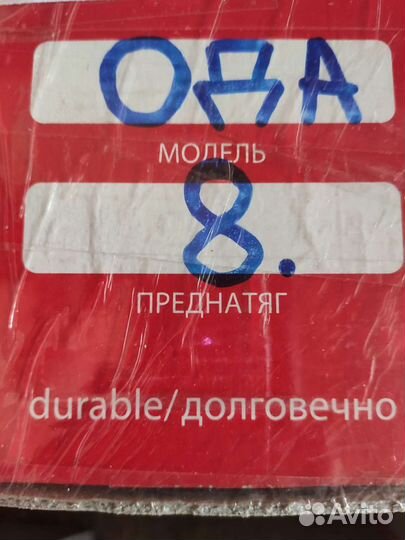 ОДА
МОДЕЛЬ
8.
ПРЕДНАТЯГ
durable/долговечно
Avito